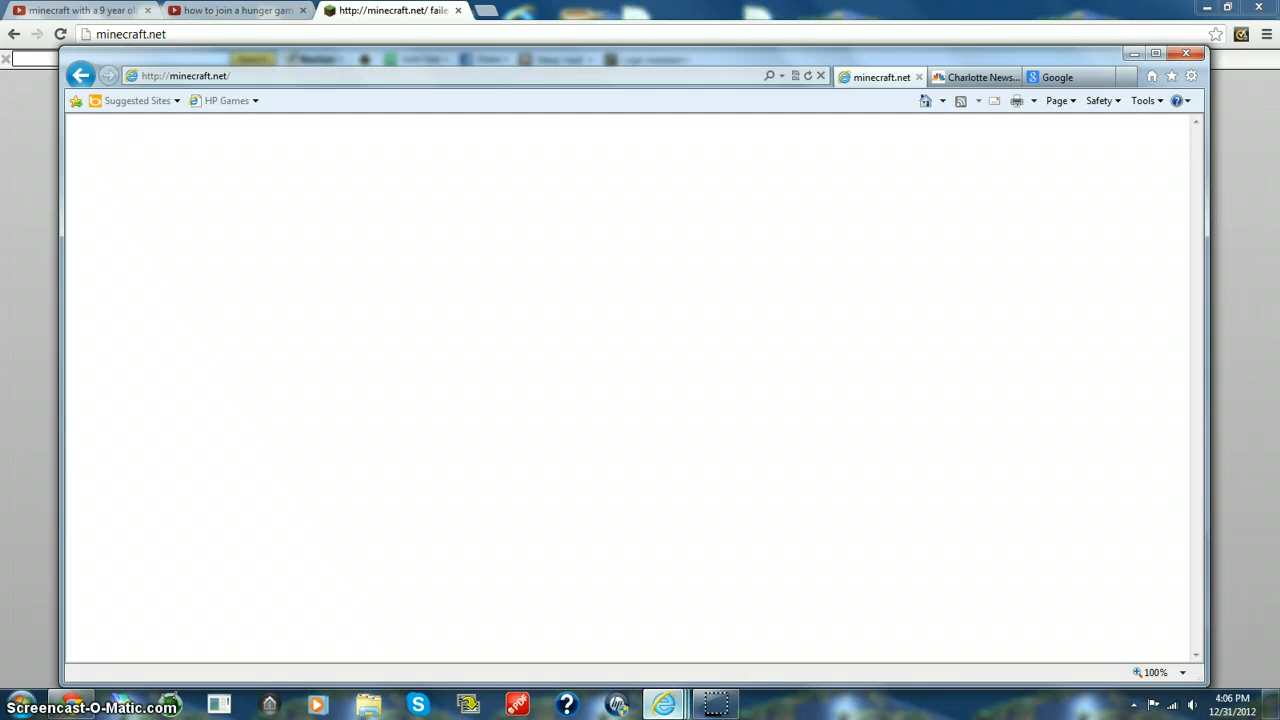 minecraft with a 9 year ol
how to join a hunger gam
http://minecraft.net/ faile
minecraft.net
http://minecraft.net/
minecraft.net
Charlotte News...
Google
Suggested Sites
HP Games
Page
Safety
Tools
100%
PDF
4:06 PM
12/31/2012
Screencast-O-Matic.com